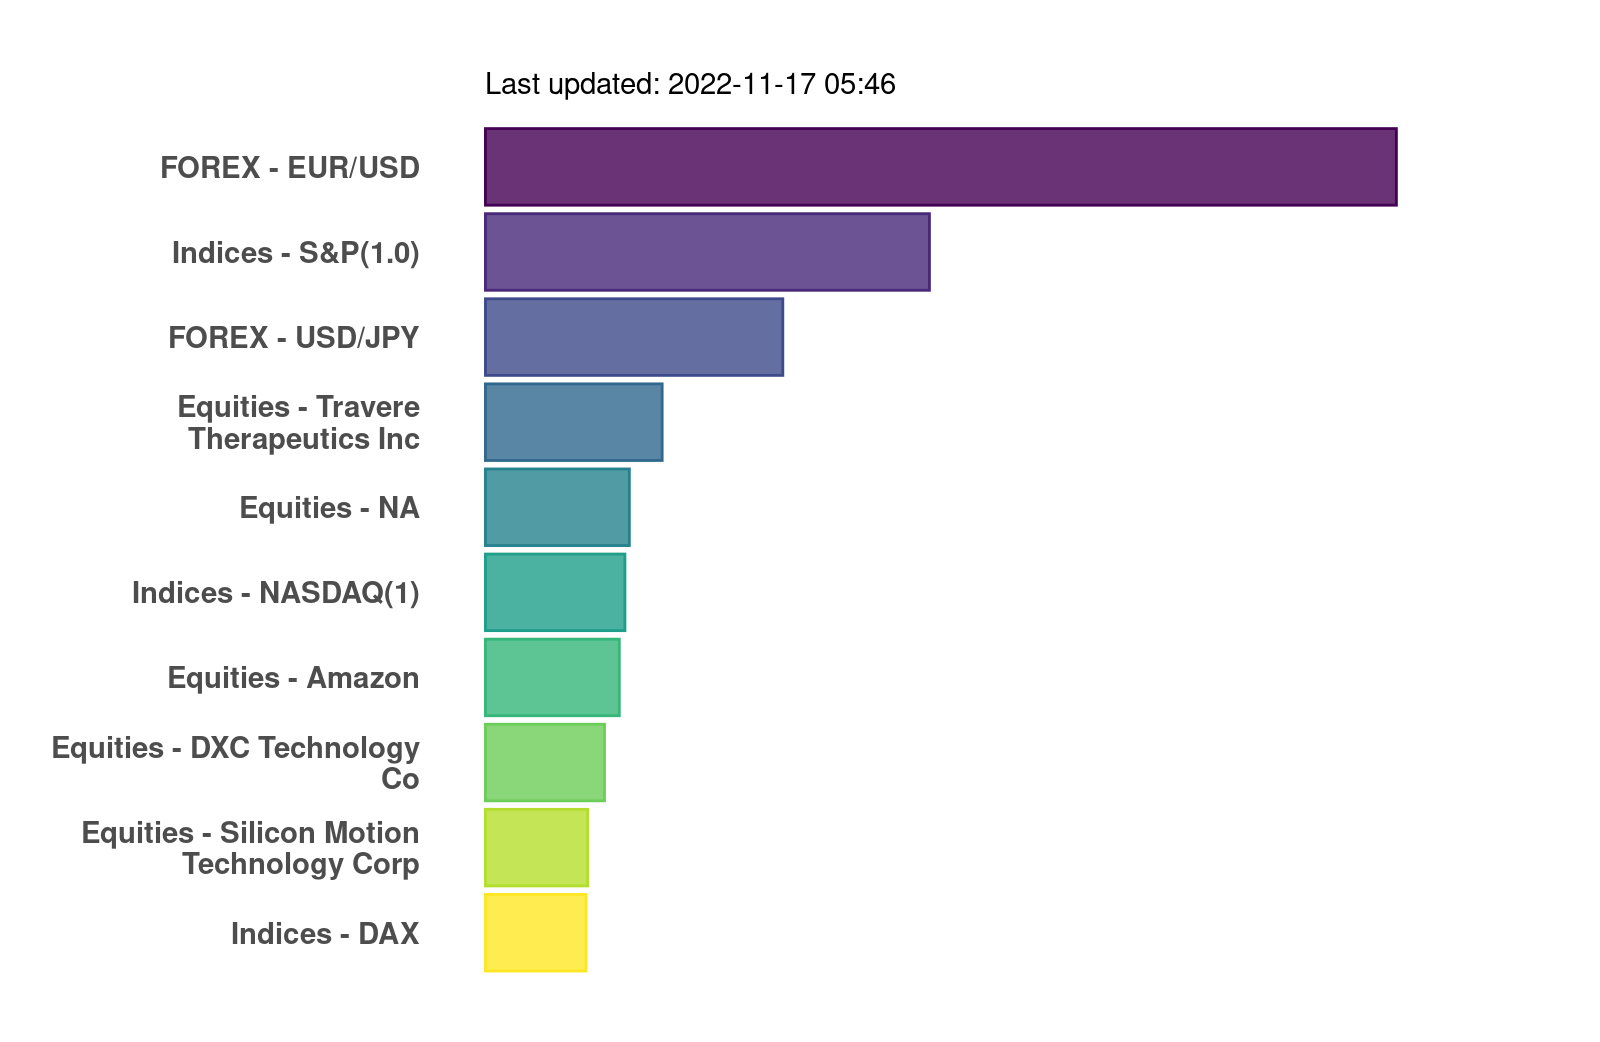 Last updated: 2022-11-17 05:46
FOREX - EUR/USD
Indices - S&P(1.0)
FOREX - USD/JPY
Equities - Travere
Therapeutics Inc
Equities - NA
Indices - NASDAQ(1)
Equities - Amazon
Equities - DXC Technology
Co
Equities - Silicon Motion
Technology Corp
Indices - DAX